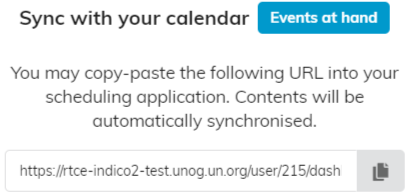 Sync with your calendar Events at hand
You may copy-paste the following URL into your
scheduling application. Contents will be
automatically synchronised.
https://rtce-indico2-test.unog.un.org/user/215/dash